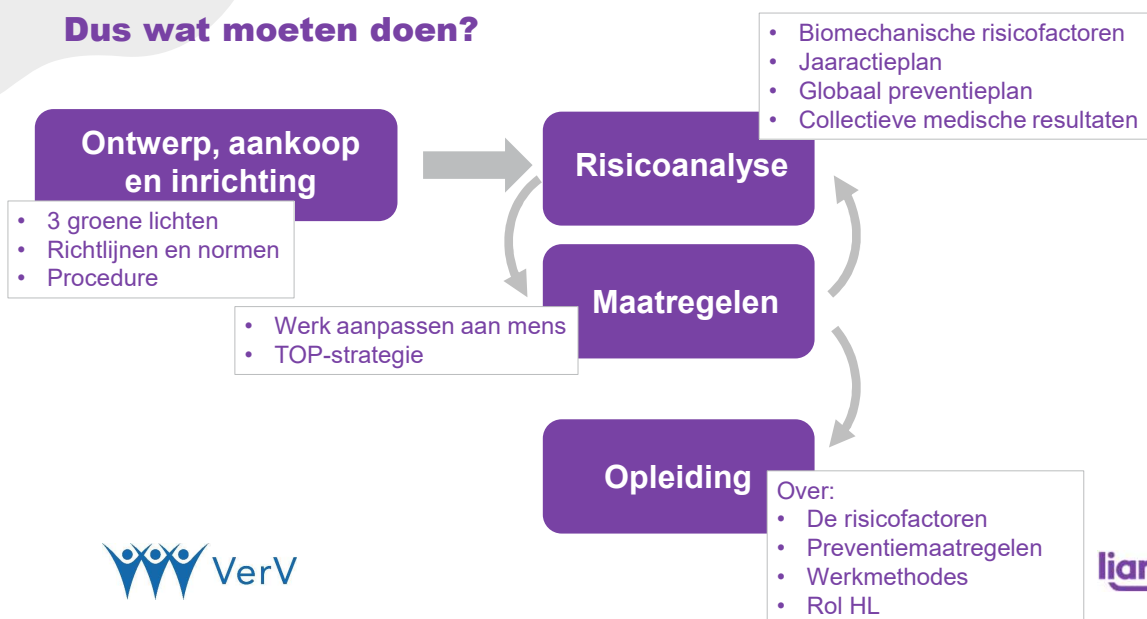 Dus wat moeten doen?
• Biomechanische risicofactoren
• Jaaractieplan
• Globaal preventieplan
• Collectieve medische resultaten
Ontwerp, aankoop
en inrichting
• 3 groene lichten
• Richtlijnen en normen
• Procedure
Risicoanalyse
Maatregelen
• Werk aanpassen aan mens
• TOP-strategie
Opleiding
Over:
• De risicofactoren
• Preventiemaatregelen
• Werkmethodes
• Rol HL
VerV